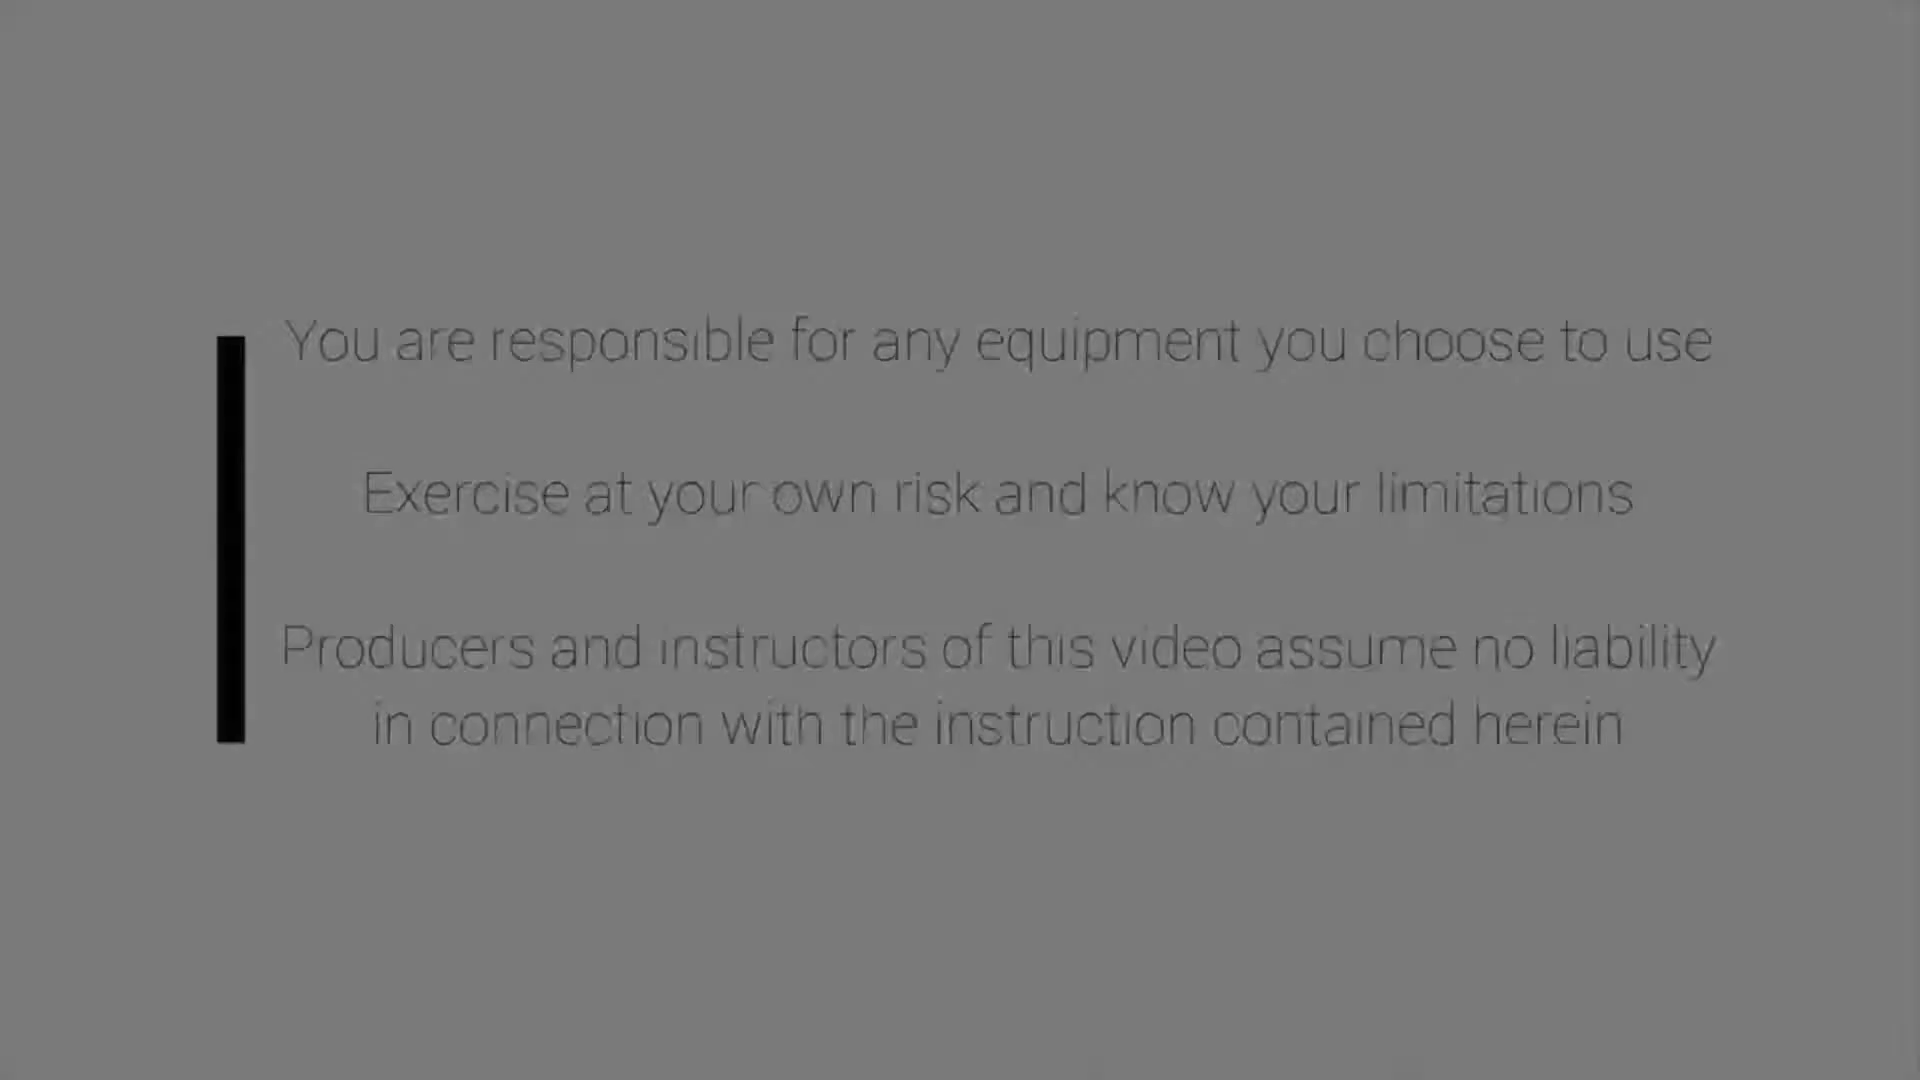 You are responsible for any equipment you choose to use
Exercise at your own risk and know your limitations
Producers and instructors of this video assume no liability
in connection with the instruction contained herein